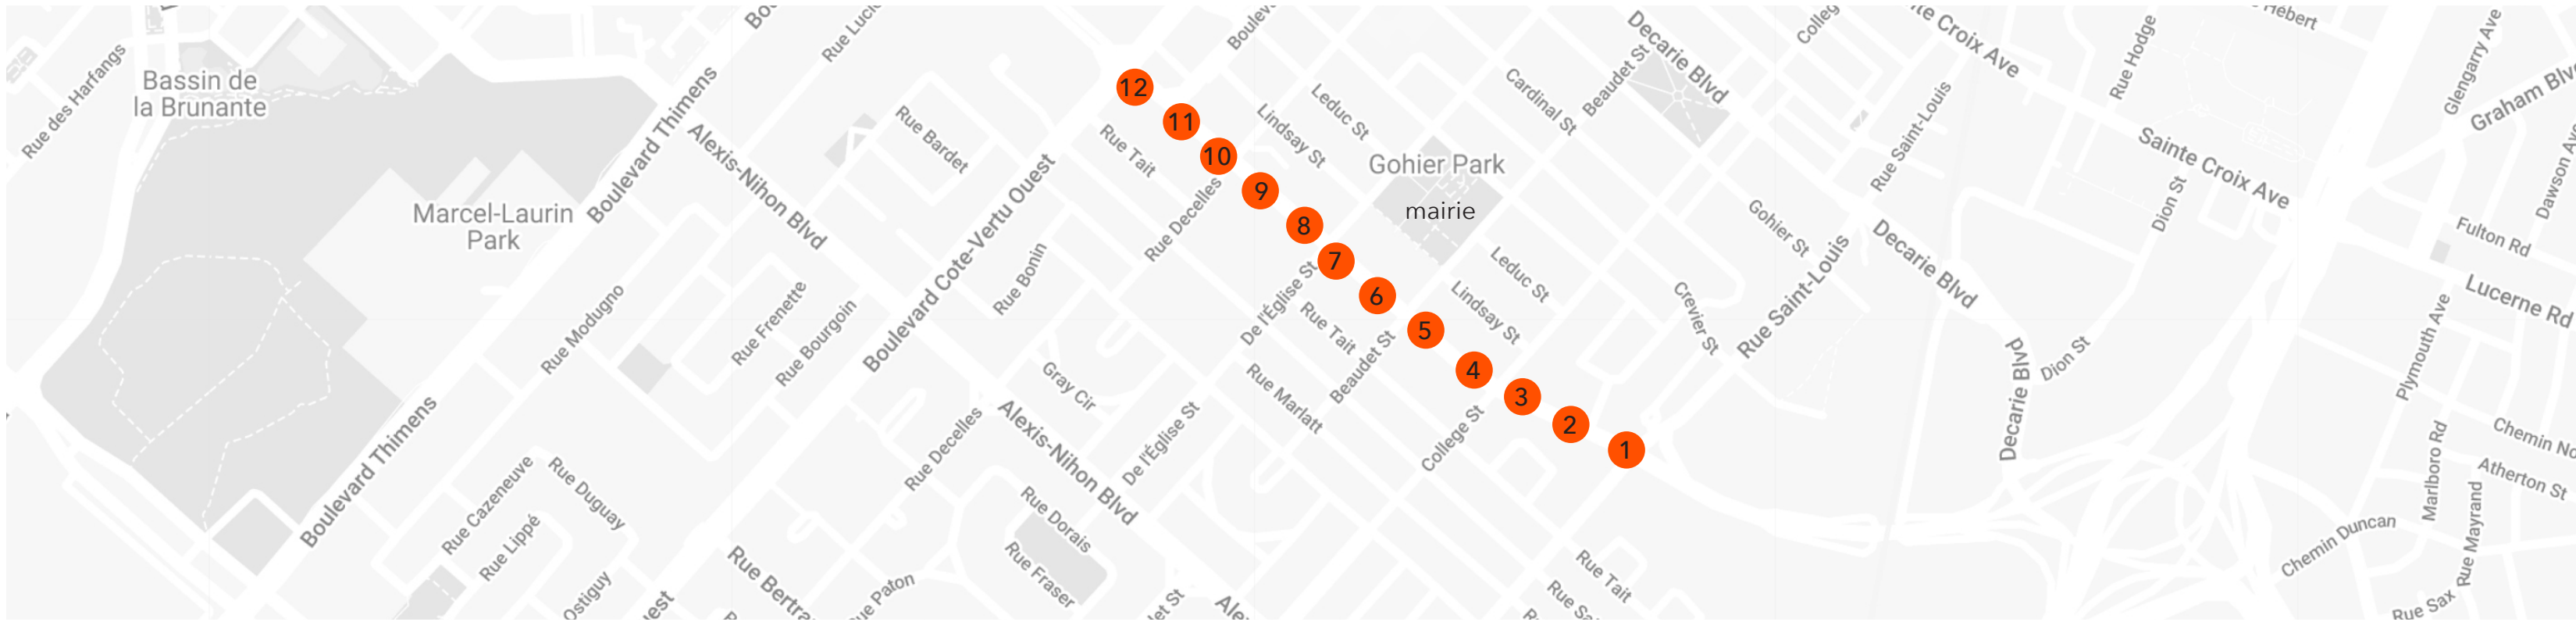 Rue des Harfangs
Bassin de
la Brunante
Marcel-Laurin
Park
Boulevard Thimens
Boulevard Thimens
Alexis-Nihon Blvd
Rue Bardet
Boulevard Cote-Vertu Ouest
Rue Tait
Rue Decelles
Rue Bonin
Rue Modugno
Rue Frenette
Rue Bourgoin
Gray Cir
Alexis-Nihon Blvd
Rue Decelles
De l'Église St
De l'Église St
Rue Cazeneuve
Rue Duguay
Rue Lippé
Ostiguy
Rue Dorais
Rue Fraser
12
11
10
9
8
7
6
5
4
3
2
1
Lindsay St
Leduc St
Gohier Park
mairie
Cardinal St
Beaudet St
Decarie Blvd
Leduc St
Lindsay St
Rue Tait
Beaudet St
Rue Marlatt
College St
Rue Tait
Crevier St
Rue Saint-Louis
Rue Saint-Louis
Gohier St
Decarie Blvd
Decarie Blvd
Dion St
Dion St
Sainte Croix Ave
Croix Ave
Rue Hodge
Hébert
Glengarry Ave
Fulton Rd
Lucerne Rd
Plymouth Ave
Marlboro Rd
Atherton St
Chemin Duncan
Rue Mayrand
Rue Sax